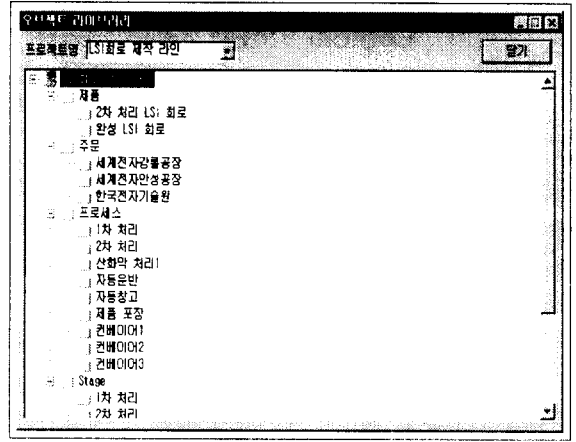 오브젝트 라이브러리
프로젝트명 LSI회로 제작 라인 닫기
제품
2차 처리 LSI 회로
완성 LSI 회로
주문
세계전자강릉공장
세계전자안성공장
한국전자기술원
프로세스
1차 처리
2차 처리
산화막 처리1
자동운반
자동창고
제품 포장
컨베이어1
컨베이어2
컨베이어3
Stage
1차 처리
2차 처리